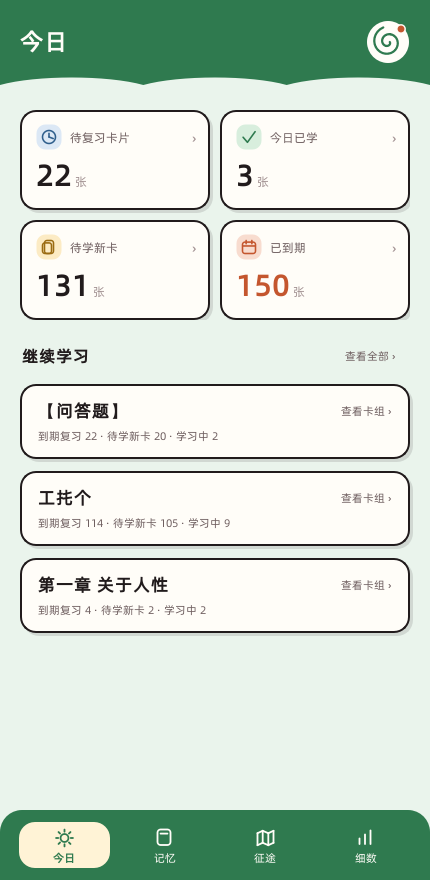 今日
待复习卡片 ›
22 张
今日已学 ›
3 张
待学新卡 ›
131 张
已到期 ›
150 张
继续学习
查看全部 ›
【问答题】
查看卡组 ›
到期复习 22 · 待学新卡 20 · 学习中 2
工扥个
查看卡组 ›
到期复习 114 · 待学新卡 105 · 学习中 9
第一章 关于人性
查看卡组 ›
到期复习 4 · 待学新卡 2 · 学习中 2
今日
记忆
征途
细数